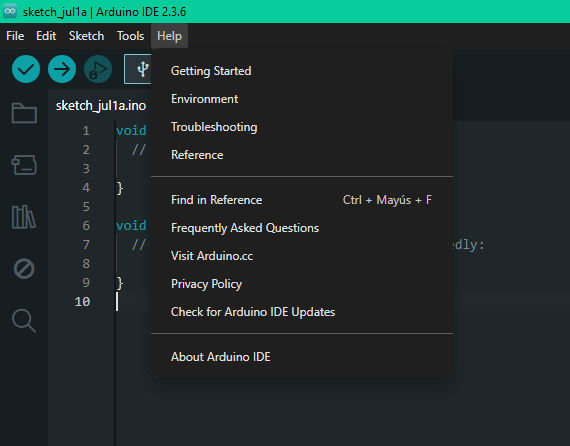 sketch_jul1a | Arduino IDE 2.3.6
File Edit Sketch Tools Help
sketch_jul1a.ino
Getting Started
Environment
Troubleshooting
Reference
Find in Reference Ctrl + Mayús + F
Frequently Asked Questions
Visit Arduino.cc
Privacy Policy
Check for Arduino IDE Updates
About Arduino IDE
1 void
2 //
3
4 }
5
6 void
7 // edly:
8
9 }
10